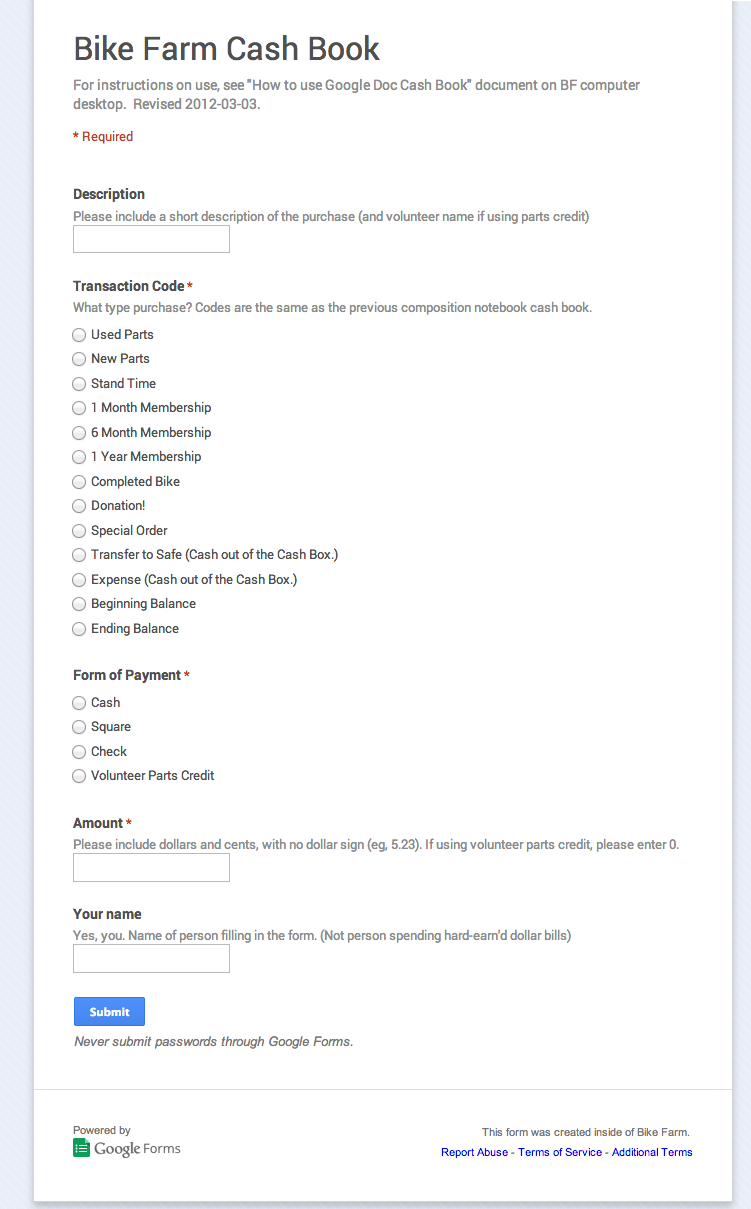 Bike Farm Cash Book
For instructions on use, see "How to use Google Doc Cash Book" document on BF computer
desktop.  Revised 2012-03-03.
* Required
Description
Please include a short description of the purchase (and volunteer name if using parts credit)
Transaction Code *
What type purchase? Codes are the same as the previous composition notebook cash book.
Used Parts
New Parts
Stand Time
1 Month Membership
6 Month Membership
1 Year Membership
Completed Bike
Donation!
Special Order
Transfer to Safe (Cash out of the Cash Box.)
Expense (Cash out of the Cash Box.)
Beginning Balance
Ending Balance
Form of Payment *
Cash
Square
Check
Volunteer Parts Credit
Amount *
Please include dollars and cents, with no dollar sign (eg, 5.23). If using volunteer parts credit, please enter 0.
Your name
Yes, you. Name of person filling in the form. (Not person spending hard-earn'd dollar bills)
Submit
Never submit passwords through Google Forms.
Powered by
Google Forms
This form was created inside of Bike Farm.
Report Abuse - Terms of Service - Additional Terms